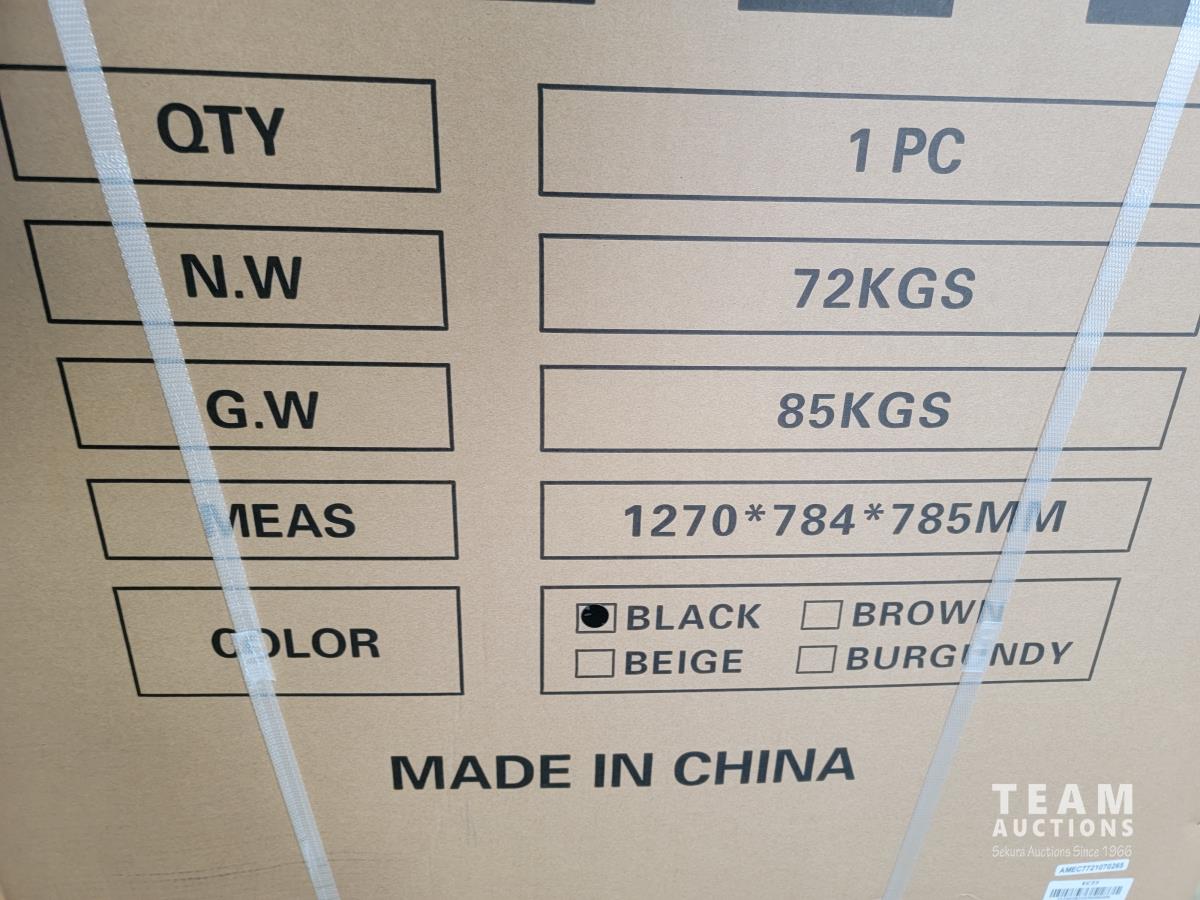 QTY 1 PC
N.W 72KGS
G.W 85KGS
MEAS 1270*784*785MM
COLOR
BLACK BROWN
BEIGE BURGUNDY
MADE IN CHINA
TEAM
AUCTIONS
Sekura Auctions Since 1966
AMEC7721070265